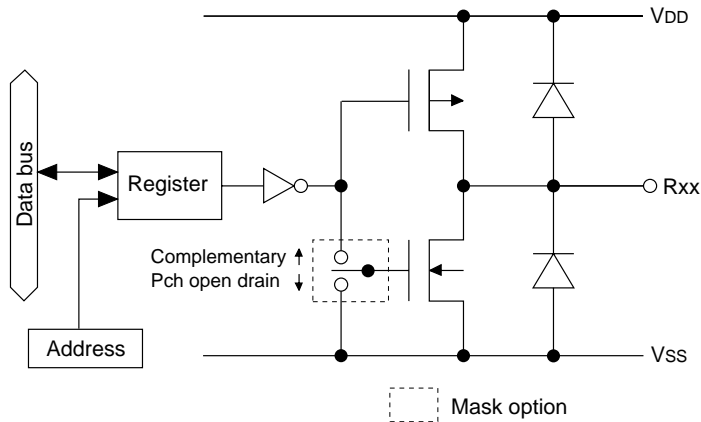 VDD
Data bus
Register
Rxx
Complementary
Pch open drain
Address
VSS
Mask option